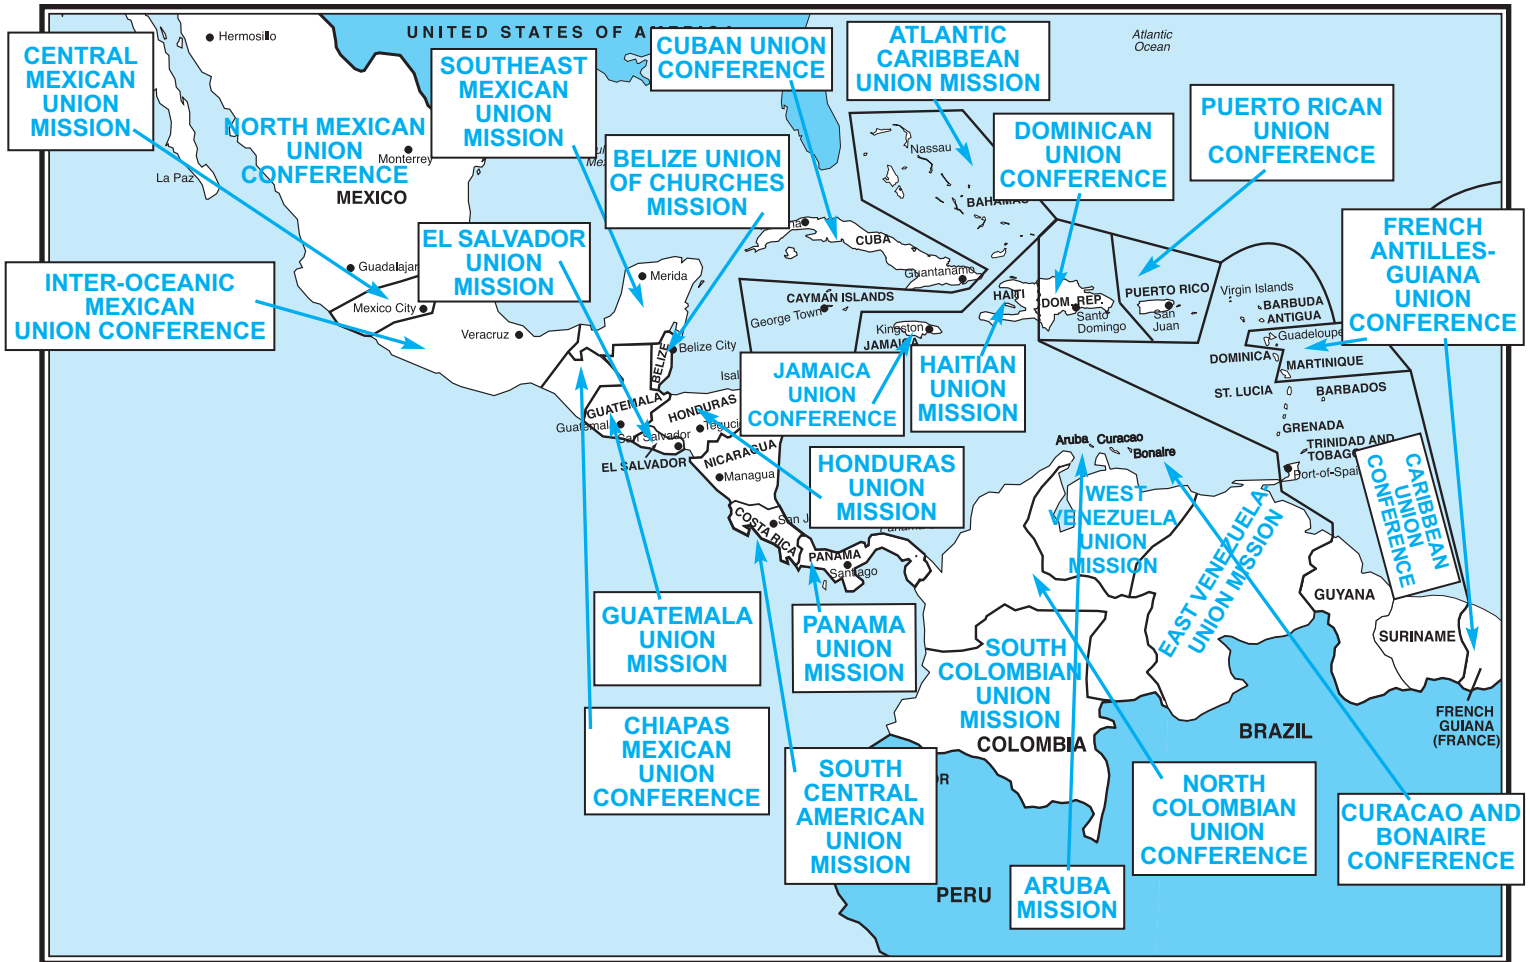 UNITED STATES OF A
Hermosillo
Atlantic
Ocean
CENTRAL
MEXICAN
UNION
MISSION
SOUTHEAST
MEXICAN
UNION
MISSION
CUBAN UNION
CONFERENCE
ATLANTIC
CARIBBEAN
UNION MISSION
PUERTO RICAN
UNION
CONFERENCE
DOMINICAN
UNION
CONFERENCE
NORTH MEXICAN
UNION
CONFERENCE
Monterrey
La Paz
MEXICO
BELIZE UNION
OF CHURCHES
MISSION
Nassau
BAHAMAS
EL SALVADOR
UNION
MISSION
FRENCH
ANTILLES-
GUIANA
UNION
CONFERENCE
INTER-OCEANIC
MEXICAN
UNION CONFERENCE
Guadalajar
Mexico City
Veracruz
Merida
CUBA
Guantanamo
CAYMAN ISLANDS
George Town
HAITI
DOM. REP.
Santo
Domingo
PUERTO RICO
San
Juan
Virgin Islands
BARBUDA
ANTIGUA
Guadeloupe
DOMINICA
MARTINIQUE
ST. LUCIA
BARBADOS
GRENADA
TRINIDAD AND
TOBAGO
Port-of-Spai
Kingston
JAMAICA
BELIZE
Belize City
Isla
JAMAICA
UNION
CONFERENCE
HAITIAN
UNION
MISSION
GUATEMALA
Guatemala
HONDURAS
Teguci
San Salvador
EL SALVADOR
NICARAGUA
Managua
COSTA RICA
San J
PANAMA
Santiago
HONDURAS
UNION
MISSION
Aruba
Curacao
Bonaire
WEST
VENEZUELA
UNION
MISSION
EAST VENEZUELA
UNION MISSION
CARIBBEAN
UNION
CONFERENCE
GUYANA
SURINAME
FRENCH
GUIANA
(FRANCE)
GUATEMALA
UNION
MISSION
PANAMA
UNION
MISSION
SOUTH
COLOMBIAN
UNION
MISSION
COLOMBIA
BRAZIL
CHIAPAS
MEXICAN
UNION
CONFERENCE
SOUTH
CENTRAL
AMERICAN
UNION
MISSION
OR
PERU
ARUBA
MISSION
NORTH
COLOMBIAN
UNION
CONFERENCE
CURACAO AND
BONAIRE
CONFERENCE